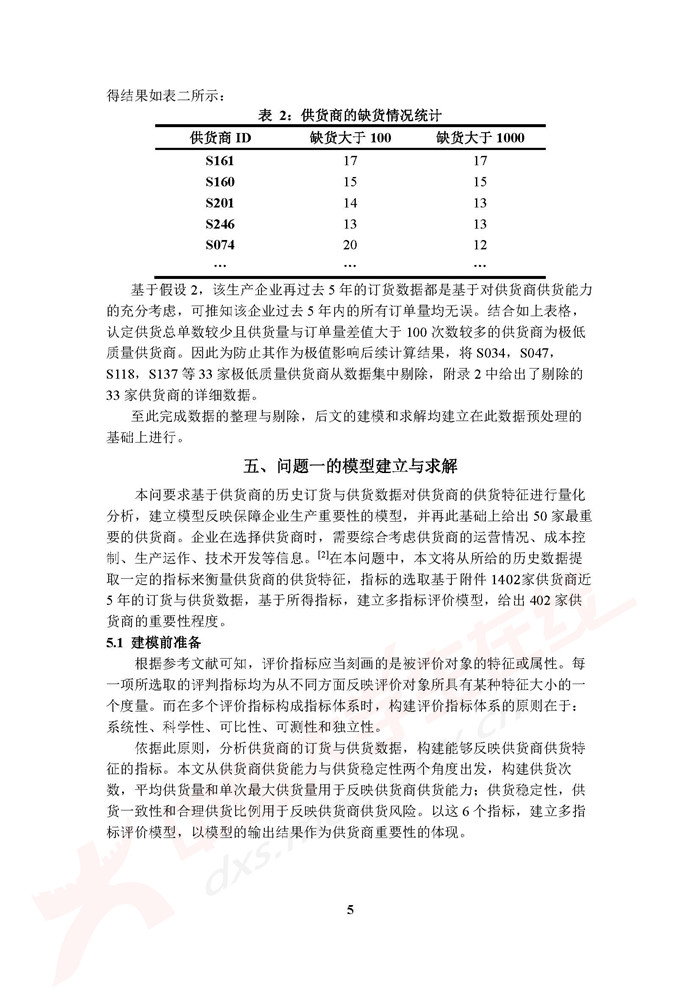 得结果如表二所示：
表 2：供货商的缺货情况统计
供货商 ID 缺货大于 100 缺货大于 1000
S161 17 17
S160 15 15
S201 14 13
S246 13 13
S074 20 12
… … …
基于假设 2，该生产企业再过去 5 年的订货数据都是基于对供货商供货能力
的充分考虑，可推知该企业过去 5 年内的所有订单量均无误。结合如上表格，
认定供货总单数较少且供货量与订单量差值大于 100 次数较多的供货商为极低
质量供货商。因此为防止其作为极值影响后续计算结果，将 S034，S047，
S118，S137 等 33 家极低质量供货商从数据集中剔除，附录 2 中给出了剔除的
33 家供货商的详细数据。
至此完成数据的整理与剔除，后文的建模和求解均建立在此数据预处理的
基础上进行。
五、问题一的模型建立与求解
本问要求基于供货商的历史订货与供货数据对供货商的供货特征进行量化
分析，建立模型反映保障企业生产重要性的模型，并再此基础上给出 50 家最重
要的供货商。企业在选择供货商时，需要综合考虑供货商的运营情况、成本控
制、生产运作、技术开发等信息。[2]在本问题中，本文将从所给的历史数据提
取一定的指标来衡量供货商的供货特征，指标的选取基于附件 1402家供货商近
5 年的订货与供货数据，基于所得指标，建立多指标评价模型，给出 402 家供
货商的重要性程度。
5.1 建模前准备
根据参考文献可知，评价指标应当刻画的是被评价对象的特征或属性。每
一项所选取的评判指标均为从不同方面反映评价对象所具有某种特征大小的一
个度量。而在多个评价指标构成指标体系时，构建评价指标体系的原则在于：
系统性、科学性、可比性、可测性和独立性。
依据此原则，分析供货商的订货与供货数据，构建能够反映供货商供货特
征的指标。本文从供货商供货能力与供货稳定性两个角度出发，构建供货次
数，平均供货量和单次最大供货量用于反映供货商供货能力；供货稳定性，供
货一致性和合理供货比例用于反映供货商供货风险。以这 6 个指标，建立多指
标评价模型，以模型的输出结果作为供货商重要性的体现。
5